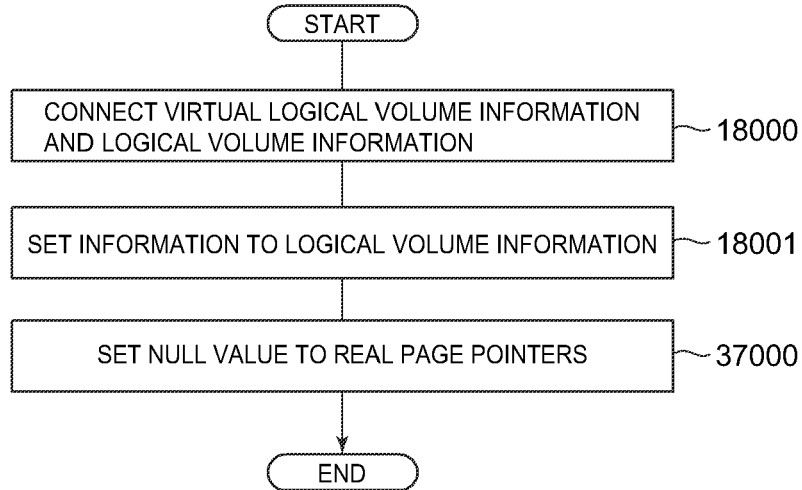 START
CONNECT VIRTUAL LOGICAL VOLUME INFORMATION
AND LOGICAL VOLUME INFORMATION
18000
SET INFORMATION TO LOGICAL VOLUME INFORMATION
18001
SET NULL VALUE TO REAL PAGE POINTERS
37000
END